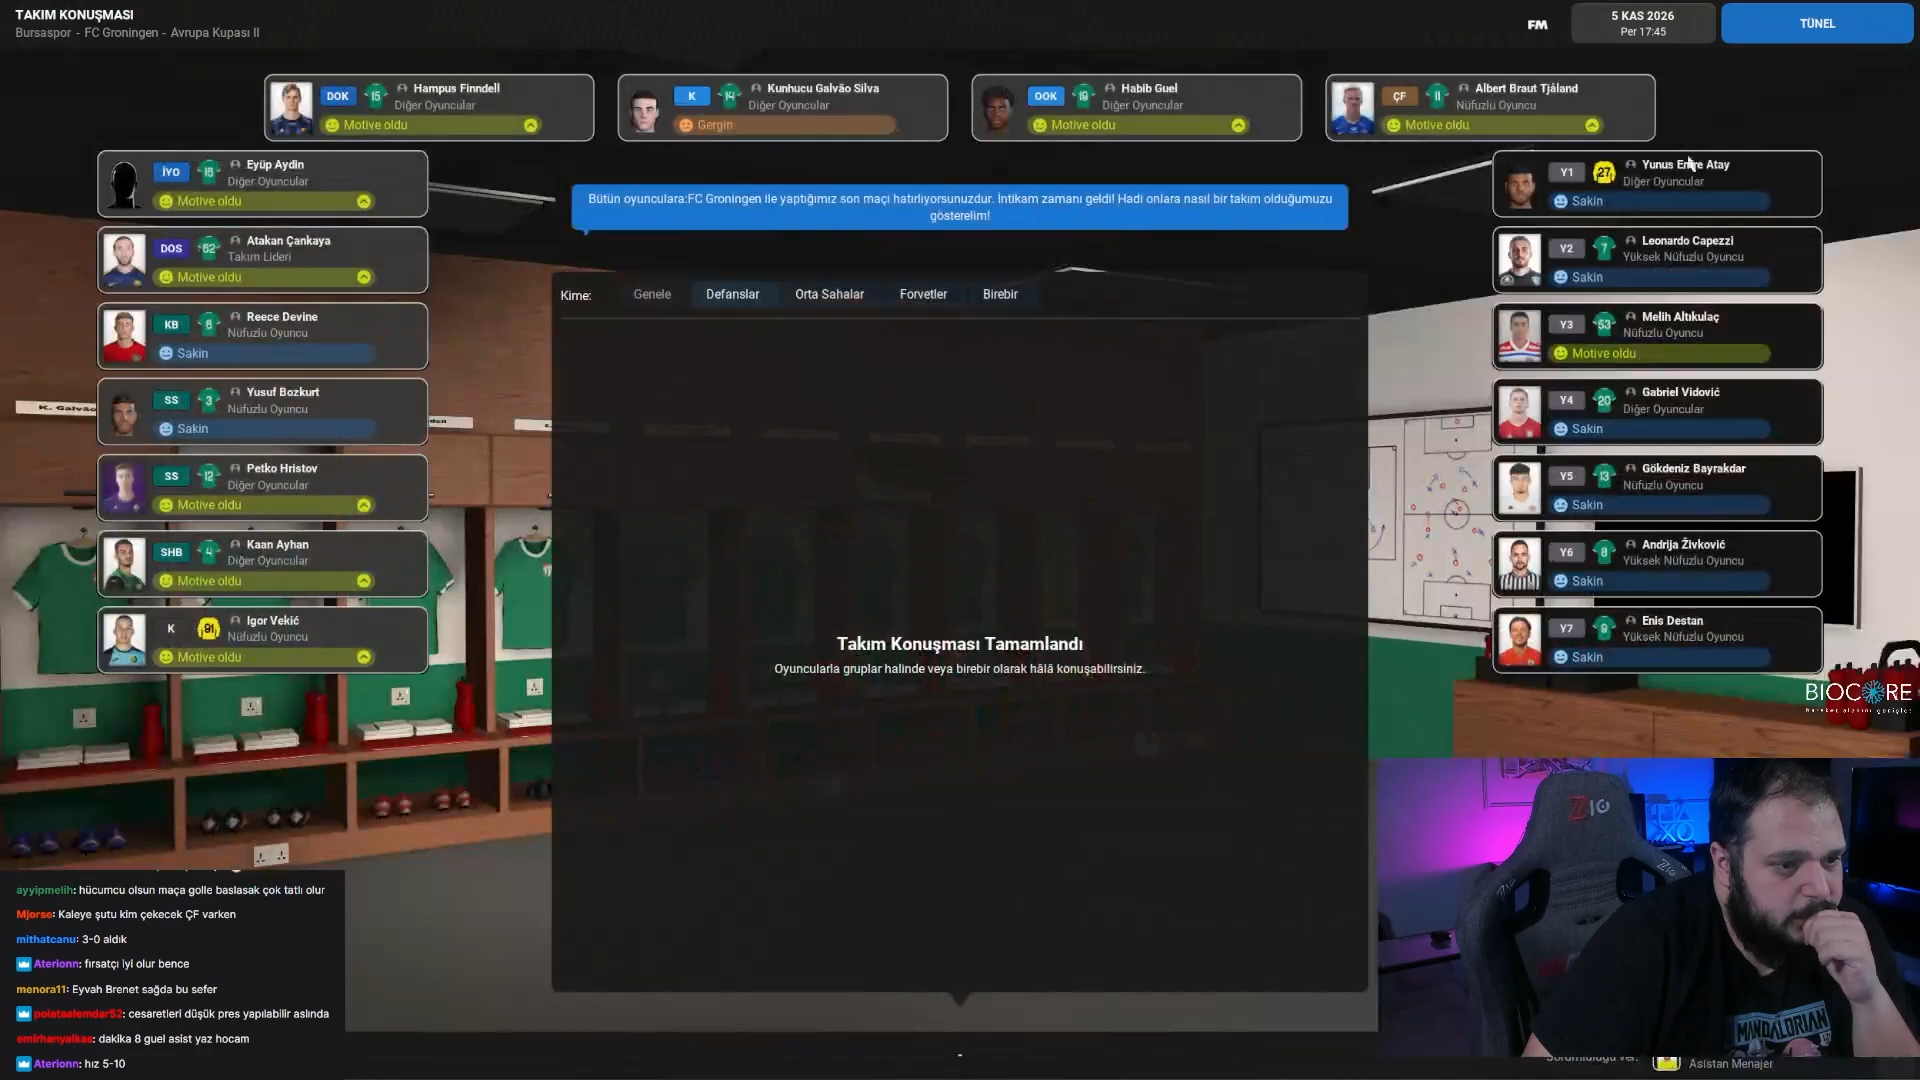 TAKIM KONUŞMASI
Bursaspor - FC Groningen - Avrupa Kupası II
FM
5 KAS 2026
Per 17:45
TÜNEL
DOK
15
Hampus Finndell
Diğer Oyuncular
Motive oldu
K
14
Kunhucu Galvão Silva
Diğer Oyuncular
Gergin
OOK
19
Habib Guel
Diğer Oyuncular
Motive oldu
ÇF
11
Albert Braut Tjåland
Nüfuzlu Oyuncu
Motive oldu
İYO
Eyüp Aydin
Diğer Oyuncular
Motive oldu
DOS
62
Atakan Çankaya
Takım Lideri
Motive oldu
KB
6
Reece Devine
Nüfuzlu Oyuncu
Sakin
SS
3
Yusuf Bozkurt
Nüfuzlu Oyuncu
Sakin
SS
12
Petko Hristov
Diğer Oyuncular
Motive oldu
SHB
4
Kaan Ayhan
Diğer Oyuncular
Motive oldu
K
91
Igor Vekić
Nüfuzlu Oyuncu
Motive oldu
Bütün oyunculara:FC Groningen ile yaptığımız son maçı hatırlıyorsunuzdur. İntikam zamanı geldi! Hadi onlara nasıl bir takım olduğumuzu
gösterelim!
Kime:
Genele
Defanslar
Orta Sahalar
Forvetler
Birebir
Takım Konuşması Tamamlandı
Oyuncularla gruplar halinde veya birebir olarak hâlâ konuşabilirsiniz.
Y1
27
Yunus Emre Atay
Diğer Oyuncular
Sakin
Y2
7
Leonardo Capezzi
Yüksek Nüfuzlu Oyuncu
Sakin
Y3
53
Melih Altıkulaç
Nüfuzlu Oyuncu
Motive oldu
Y4
20
Gabriel Vidović
Diğer Oyuncular
Sakin
Y5
13
Gökdeniz Bayrakdar
Nüfuzlu Oyuncu
Sakin
Y6
8
Andrija Živković
Yüksek Nüfuzlu Oyuncu
Sakin
Y7
9
Enis Destan
Yüksek Nüfuzlu Oyuncu
Sakin
K. Galvão
BIOCORE
Hareket alanını genişlet
ZIO
MANDALORIAN
ayyipmelih: hücumcu olsun maça golle baslasak çok tatlı olur
Mjorse: Kaleye şutu kim çekecek ÇF varken
mithatcanu: 3-0 aldık
Aterionn: fırsatçı iyi olur bence
menora11: Eyvah Brenet sağda bu sefer
polataalemdar52: cesaretleri düşük pres yapılabilir aslında
emirhanyalkas: dakika 8 guel asist yaz hocam
Aterionn: hız 5-10
-
Sorumluluğu ver:
Asistan Menajer